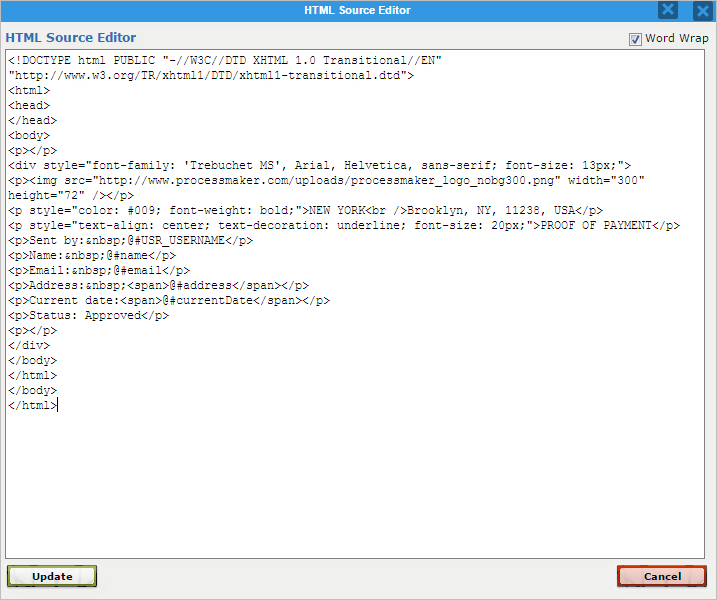 HTML Source Editor
HTML Source Editor
Word Wrap
<!DOCTYPE html PUBLIC "-//W3C//DTD XHTML 1.0 Transitional//EN"
"http://www.w3.org/TR/xhtml1/DTD/xhtml1-transitional.dtd">
<html>
<head>
</head>
<body>
<p></p>
<div style="font-family: 'Trebuchet MS', Arial, Helvetica, sans-serif; font-size: 13px;">
<p><img src="http://www.processmaker.com/uploads/processmaker_logo_nobg300.png" width="300"
height="72" /></p>
<p style="color: #009; font-weight: bold;">NEW YORK<br />Brooklyn, NY, 11238, USA</p>
<p style="text-align: center; text-decoration: underline; font-size: 20px;">PROOF OF PAYMENT</p>
<p>Sent by:&nbsp;@#USR_USERNAME</p>
<p>Name:&nbsp;@#name</p>
<p>Email:&nbsp;@#email</p>
<p>Address:&nbsp;<span>@#address</span></p>
<p>Current date:<span>@#currentDate</span></p>
<p>Status: Approved</p>
<p></p>
</div>
</body>
</html>
</body>
</html>
Update
Cancel